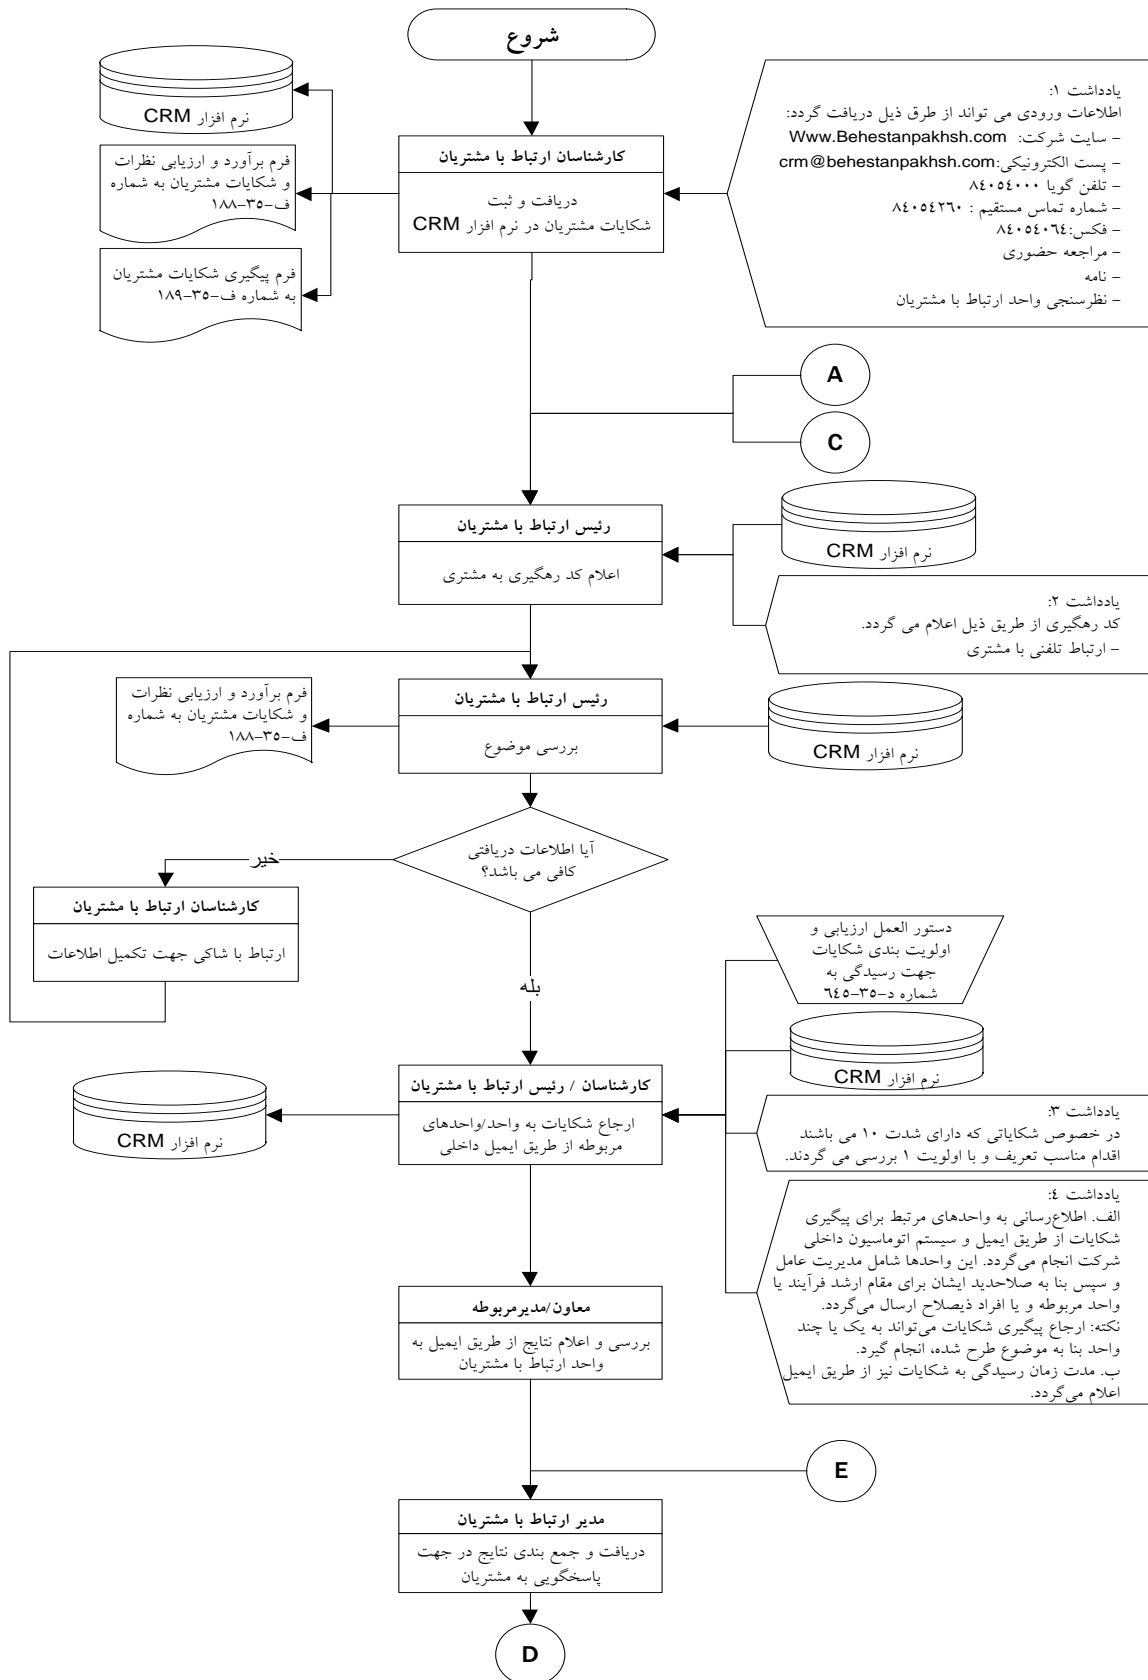 شروع
نرم افزار CRM
فرم برآورد و ارزیابی نظرات
و شکایات مشتریان به شماره
ف-۳۵-۱۸۸
فرم پیگیری شکایات مشتریان
به شماره ف-۳۵-۱۸۹
کارشناسان ارتباط با مشتریان
دریافت و ثبت
شکایات مشتریان در نرم افزار CRM
یادداشت ۱:
اطلاعات ورودی می تواند از طرق ذیل دریافت گردد:
- سایت شرکت: Www.Behestanpakhsh.com
- پست الکترونیکی:crm@behestanpakhsh.com
- تلفن گویا ۸٤۰٥٤۰۰۰
- شماره تماس مستقیم : ۸٤۰٥٤۲٦۰
- فکس:۸٤۰٥٤۰٦٤
- مراجعه حضوری
- نامه
- نظرسنجی واحد ارتباط با مشتریان
A
C
رئیس ارتباط با مشتریان
اعلام کد رهگیری به مشتری
نرم افزار CRM
یادداشت ۲:
کد رهگیری از طریق ذیل اعلام می گردد.
- ارتباط تلفنی با مشتری
فرم برآورد و ارزیابی نظرات
و شکایات مشتریان به شماره
ف-۳۵-۱۸۸
رئیس ارتباط با مشتریان
بررسی موضوع
نرم افزار CRM
آیا اطلاعات دریافتی
کافی می باشد؟
خیر
کارشناسان ارتباط با مشتریان
ارتباط با شاکی جهت تکمیل اطلاعات
بله
دستور العمل ارزیابی و
اولویت بندی شکایات
جهت رسیدگی به
شماره د-۳۵-٦٤٥
نرم افزار CRM
کارشناسان / رئیس ارتباط با مشتریان
ارجاع شکایات به واحد/واحدهای
مربوطه از طریق ایمیل داخلی
نرم افزار CRM
یادداشت ۳:
در خصوص شکایاتی که دارای شدت ۱۰ می باشند
اقدام مناسب تعریف و با اولویت ۱ بررسی می گردند.
یادداشت ٤:
الف. اطلاع‌رسانی به واحدهای مرتبط برای پیگیری
شکایات از طریق ایمیل و سیستم اتوماسیون داخلی
شرکت انجام می‌گردد. این واحدها شامل مدیریت عامل
و سپس بنا به صلاحدید ایشان برای مقام ارشد فرآیند یا
واحد مربوطه و یا افراد ذیصلاح ارسال می‌گردد.
نکته: ارجاع پیگیری شکایات می‌تواند به یک یا چند
واحد بنا به موضوع طرح شده، انجام گیرد.
ب. مدت زمان رسیدگی به شکایات نیز از طریق ایمیل
اعلام می‌گردد.
معاون/مدیرمربوطه
بررسی و اعلام نتایج از طریق ایمیل به
واحد ارتباط با مشتریان
E
مدیر ارتباط با مشتریان
دریافت و جمع بندی نتایج در جهت
پاسخگویی به مشتریان
D